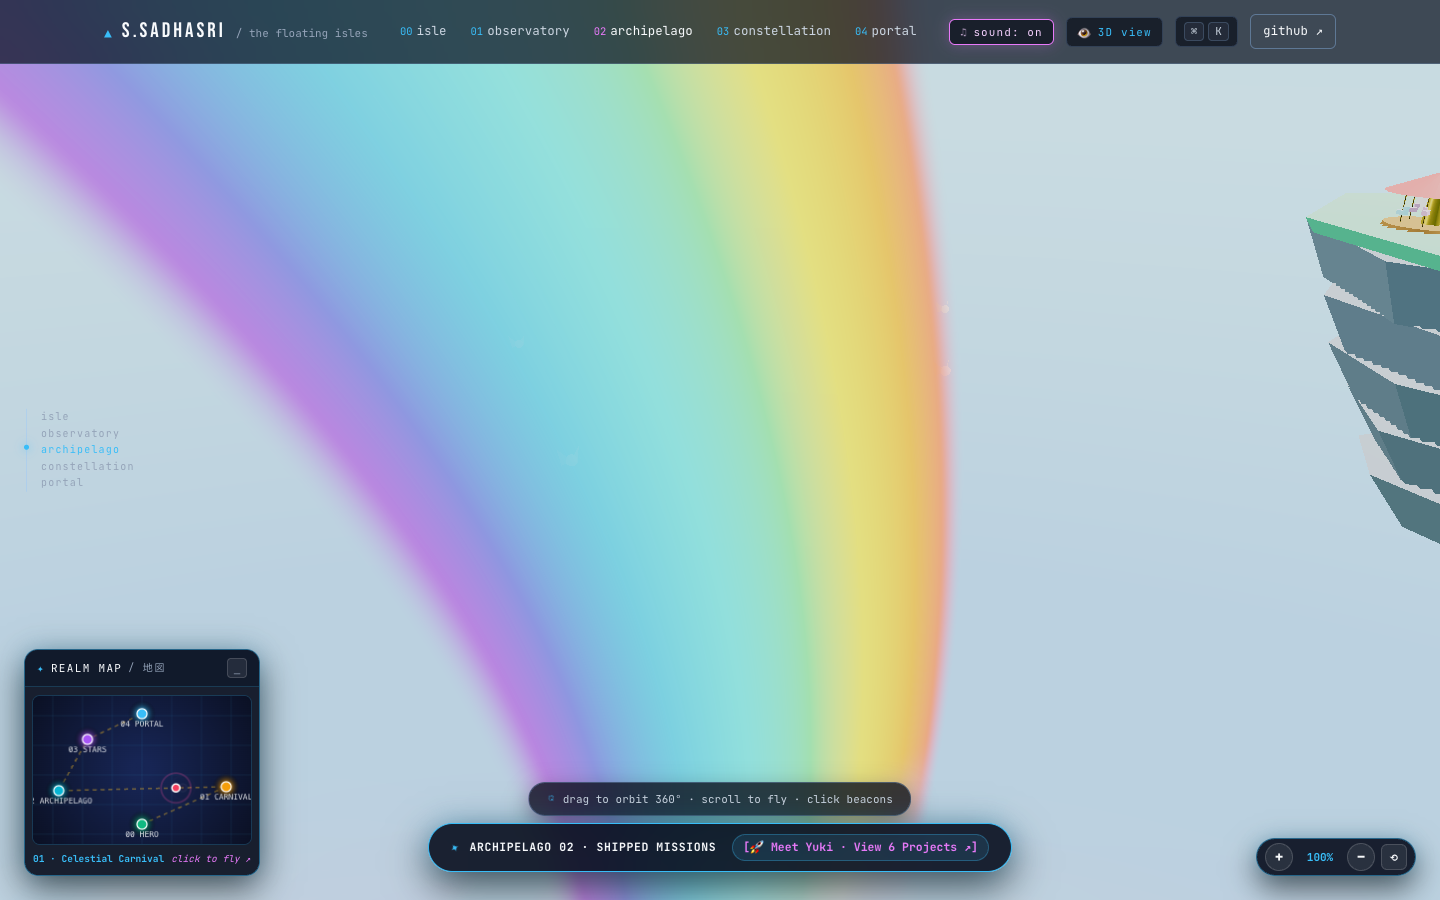 ▲ S.SADHASRI / the floating isles
00 isle 01 observatory 02 archipelago 03 constellation 04 portal
♫ sound: on
3D view
⌘ K
github ↗
isle
observatory
archipelago
constellation
portal
✦ REALM MAP / 地図 _
04 PORTAL
03 STARS
ARCHIPELAGO
01 CARNIVAL
00 HERO
01 · Celestial Carnival click to fly ↗
drag to orbit 360° · scroll to fly · click beacons
ARCHIPELAGO 02 · SHIPPED MISSIONS [🚀 Meet Yuki · View 6 Projects ↗]
+ 100% − ⟲